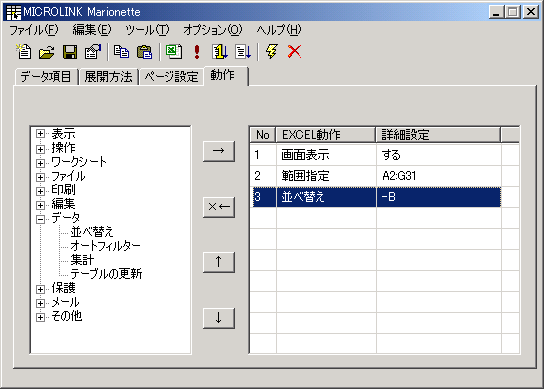 MICROLINK Marionette
ファイル(F) 編集(E) ツール(T) オプション(O) ヘルプ(H)
データ項目 展開方法 ページ設定 動作
表示
操作
ワークシート
ファイル
印刷
編集
データ
並べ替え
オートフィルター
集計
テーブルの更新
保護
メール
その他
→
×←
↑
↓
No EXCEL動作 詳細設定
1 画面表示 する
2 範囲指定 A2:G31
3 並べ替え -B